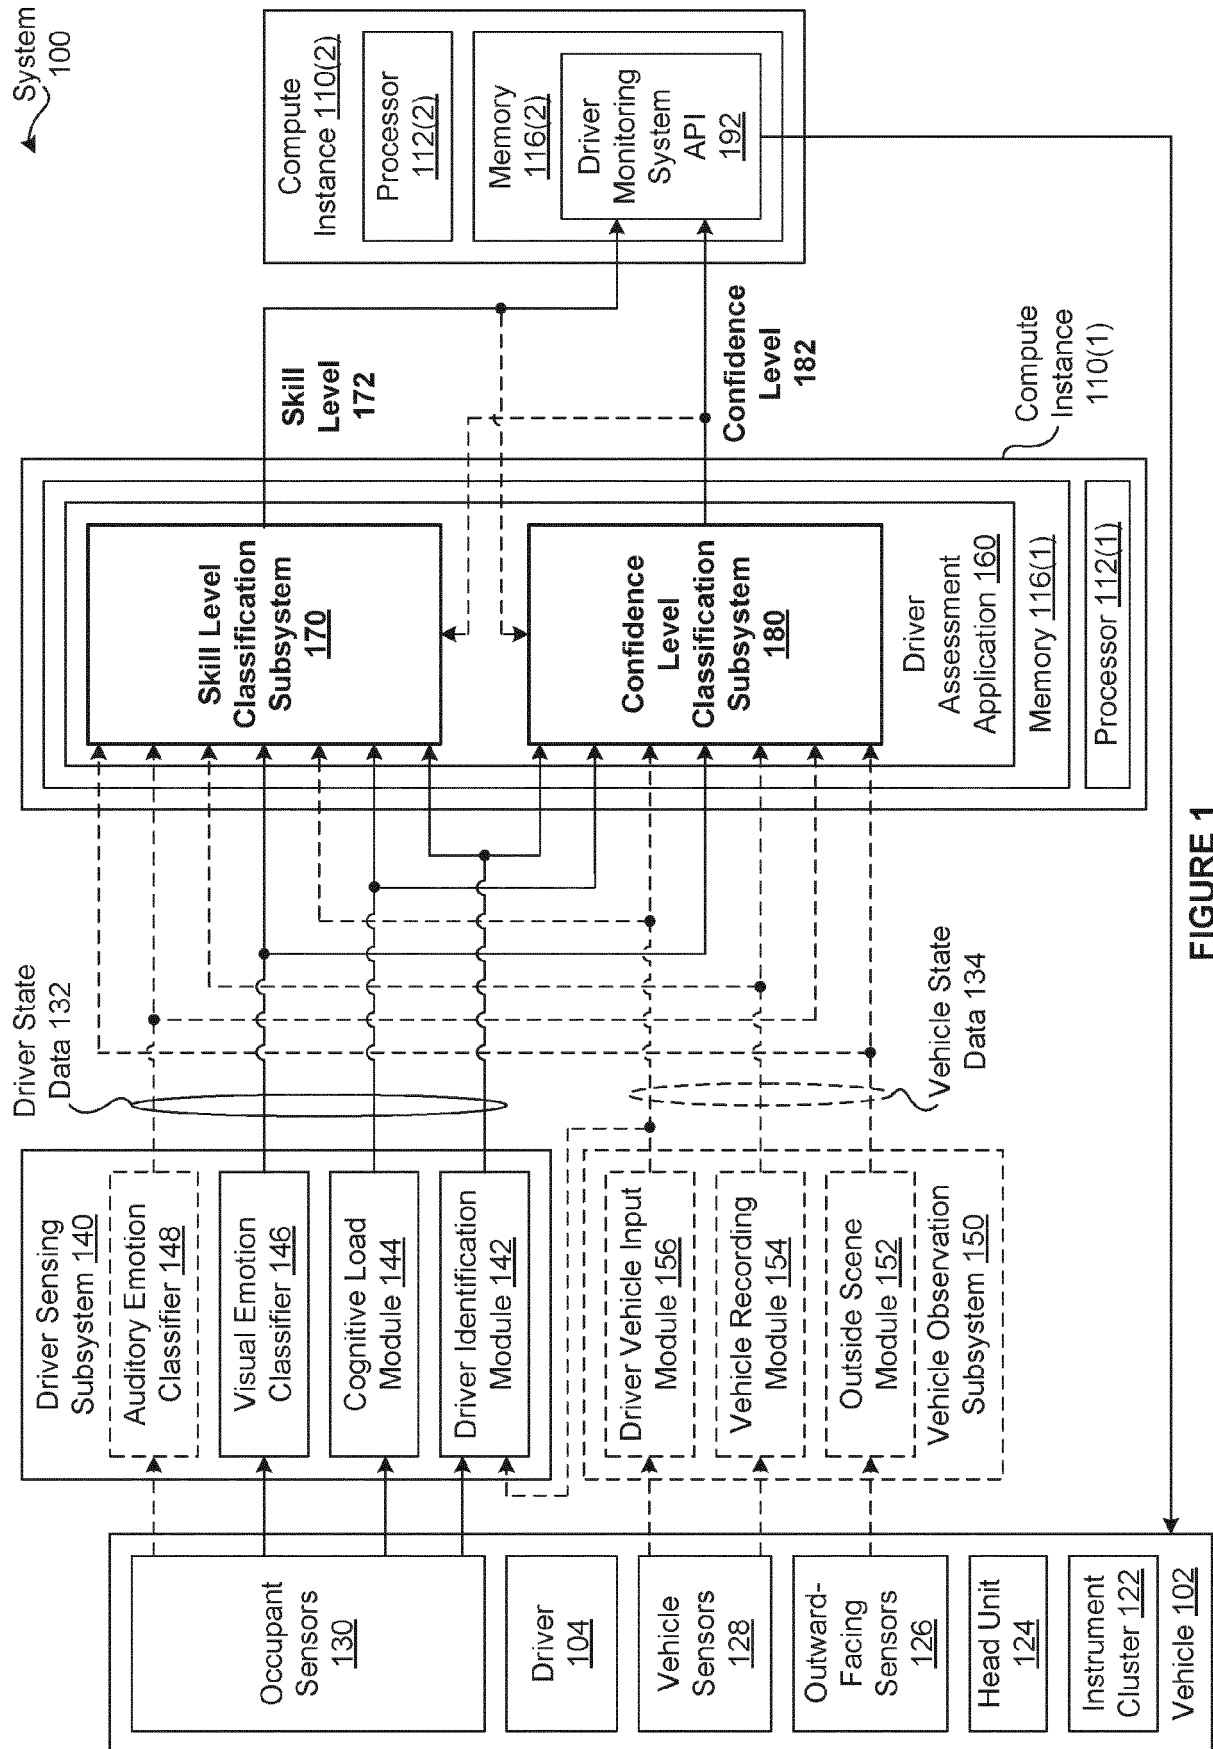 System
100
Occupant
Sensors
130
Driver
104
Vehicle
Sensors
128
Outward-
Facing
Sensors
126
Head Unit
124
Instrument
Cluster 122
Vehicle 102
Driver Sensing
Subsystem 140
Auditory Emotion
Classifier 148
Visual Emotion
Classifier 146
Cognitive Load
Module 144
Driver Identification
Module 142
Driver Vehicle Input
Module 156
Vehicle Recording
Module 154
Outside Scene
Module 152
Vehicle Observation
Subsystem 150
Driver State
Data 132
Vehicle State
Data 134
Skill Level
Classification
Subsystem
170
Confidence
Level
Classification
Subsystem
180
Driver
Assessment
Application 160
Memory 116(1)
Processor 112(1)
Compute
Instance
110(1)
Skill
Level
172
Confidence
Level
182
Compute
Instance 110(2)
Processor
112(2)
Memory
116(2)
Driver
Monitoring
System
API
192
FIGURE 1